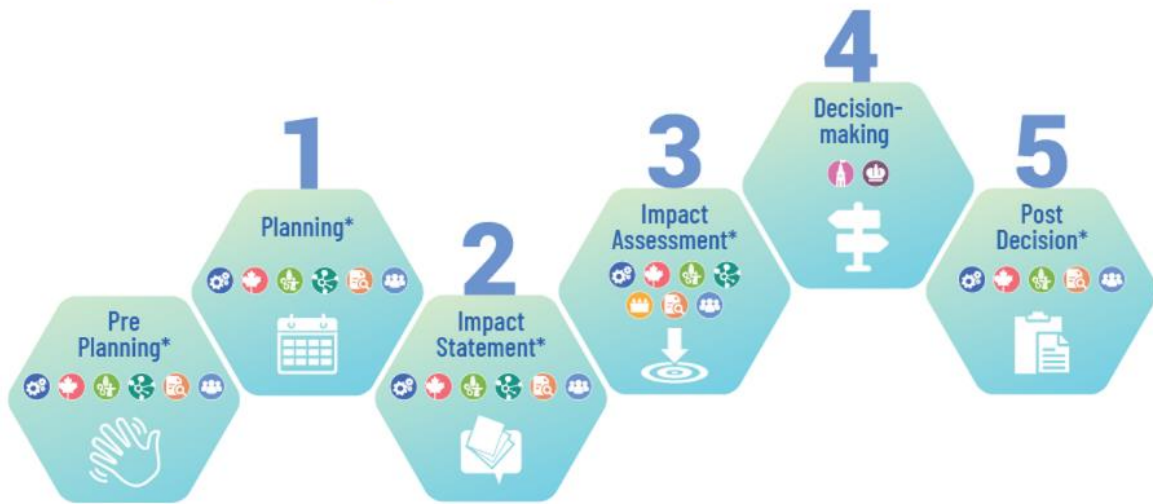 Pre
Planning*
1
Planning*
2
Impact
Statement*
3
Impact
Assessment*
4
Decision-
making
5
Post
Decision*